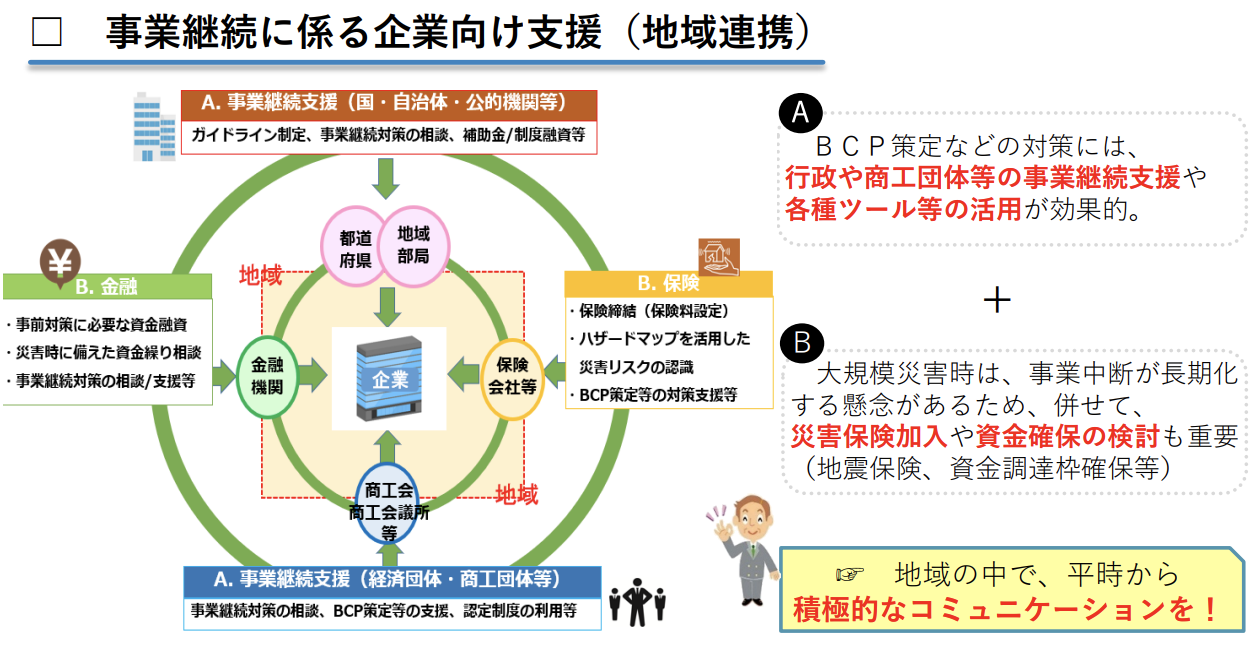 □ 事業継続に係る企業向け支援（地域連携）
A. 事業継続支援（国・自治体・公的機関等）
ガイドライン制定、事業継続対策の相談、補助金/制度融資等
都道
府県
地域
部局
地域
¥
B. 金融
・事前対策に必要な資金融資
・災害時に備えた資金繰り相談
・事業継続対策の相談/支援等
金融
機関
企業
保険
会社等
B. 保険
・保険締結（保険料設定）
・ハザードマップを活用した
災害リスクの認識
・BCP策定等の対策支援等
商工会
商工会議所
等
地域
A. 事業継続支援（経済団体・商工団体等）
事業継続対策の相談、BCP策定等の支援、認定制度の利用等
A
ＢＣＰ策定などの対策には、
行政や商工団体等の事業継続支援や
各種ツール等の活用が効果的。
＋
B
大規模災害時は、事業中断が長期化
する懸念があるため、併せて、
災害保険加入や資金確保の検討も重要
（地震保険、資金調達枠確保等）
☞ 地域の中で、平時から
積極的なコミュニケーションを！